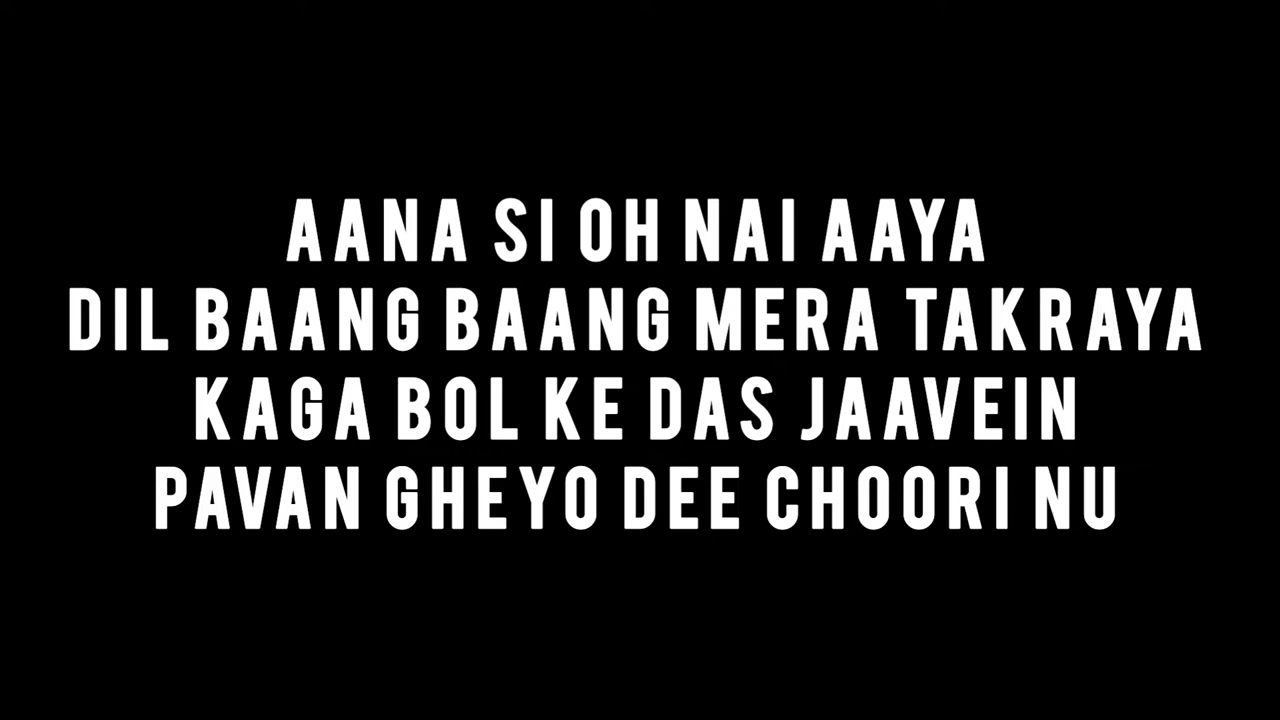 AANA SI OH NAI AAYA
DIL BAANG BAANG MERA TAKRAYA
KAGA BOL KE DAS JAAVEIN
PAVAN GHEYO DEE CHOORI NU